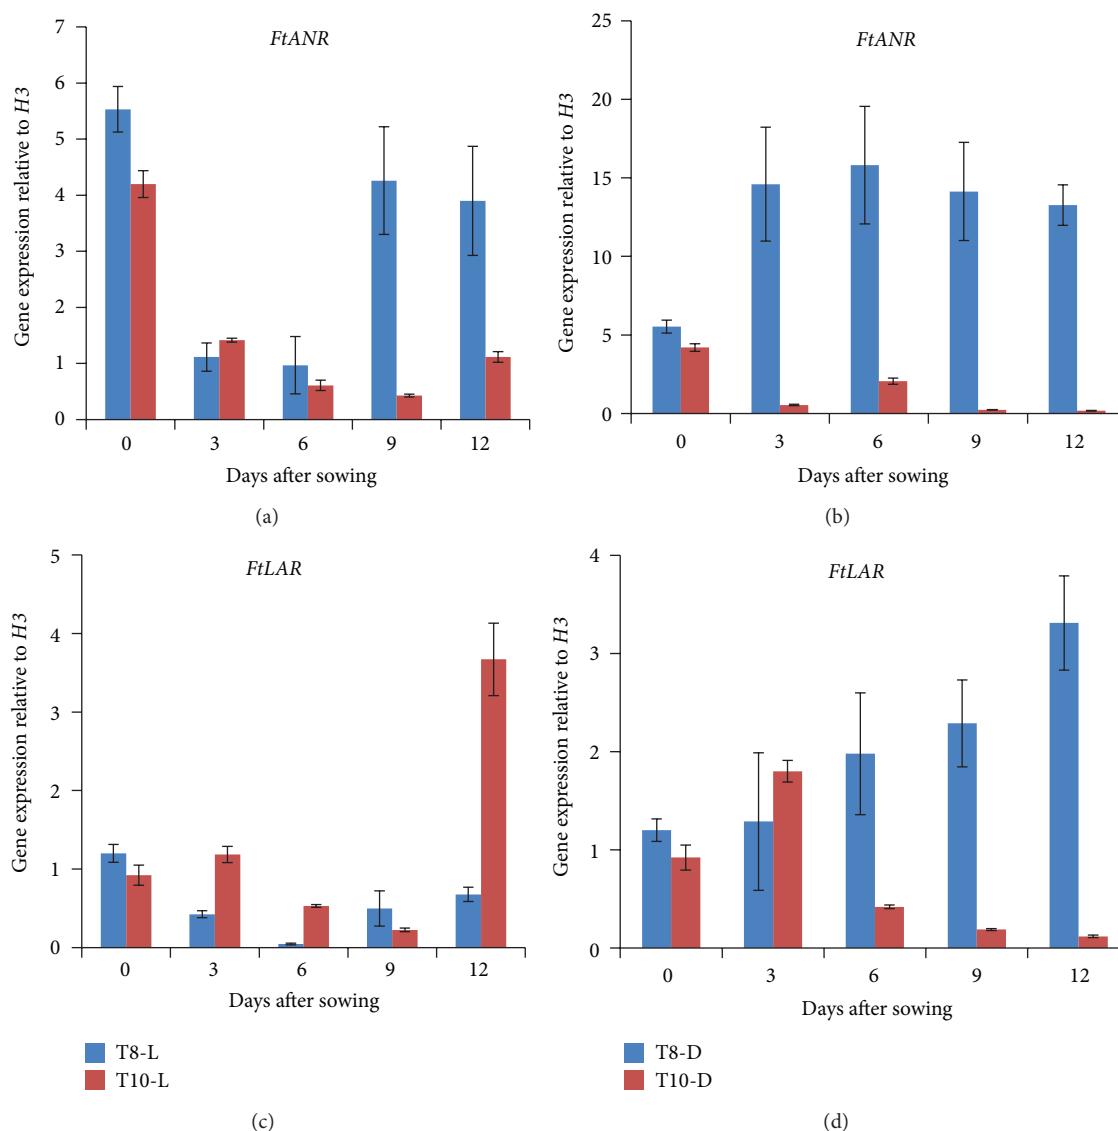 FtANR
Gene expression relative to H3
7
6
5
4
3
2
1
0
0 3 6 9 12
Days after sowing
(a)
FtANR
Gene expression relative to H3
25
20
15
10
5
0
0 3 6 9 12
Days after sowing
(b)
FtLAR
Gene expression relative to H3
5
4
3
2
1
0
0 3 6 9 12
Days after sowing
T8-L
T10-L
(c)
FtLAR
Gene expression relative to H3
4
3
2
1
0
0 3 6 9 12
Days after sowing
T8-D
T10-D
(d)